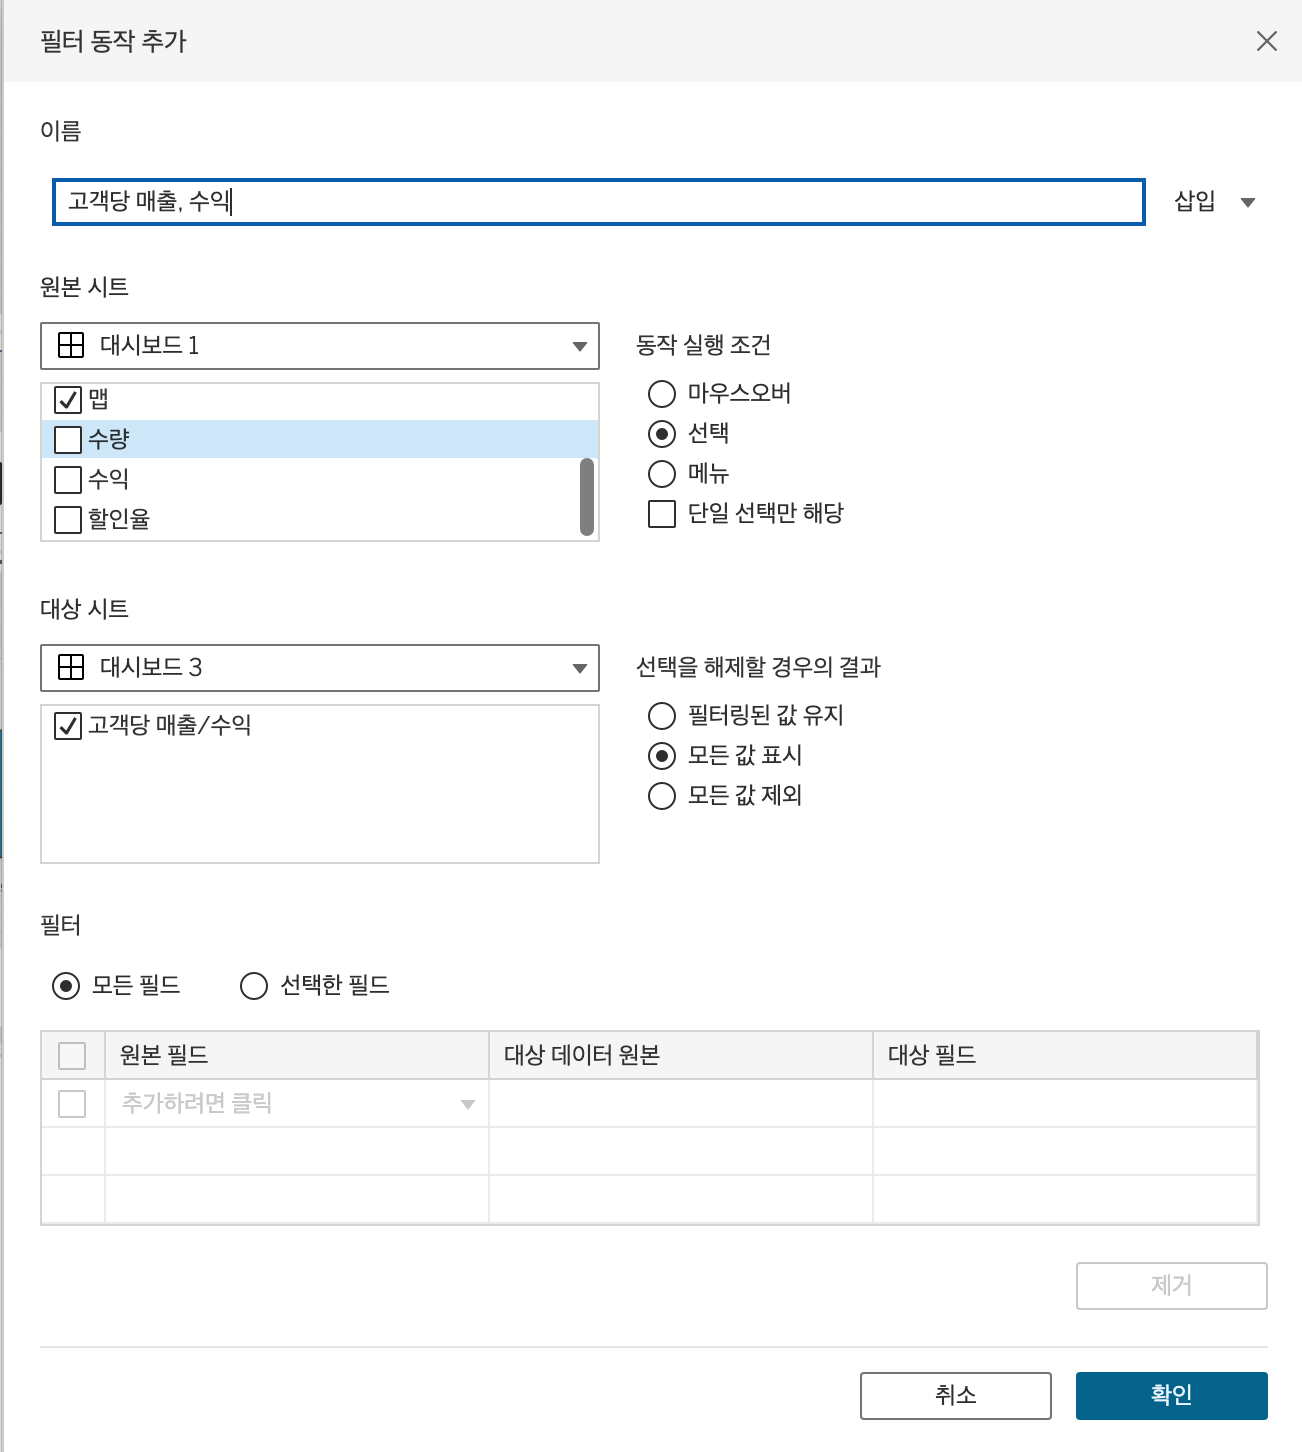 필터 동작 추가
이름
고객당 매출, 수익
삽입
원본 시트
대시보드 1
맵
수량
수익
할인율
동작 실행 조건
마우스오버
선택
메뉴
단일 선택만 해당
대상 시트
대시보드 3
고객당 매출/수익
선택을 해제할 경우의 결과
필터링된 값 유지
모든 값 표시
모든 값 제외
필터
모든 필드 선택한 필드
원본 필드 대상 데이터 원본 대상 필드
추가하려면 클릭
제거
취소 확인